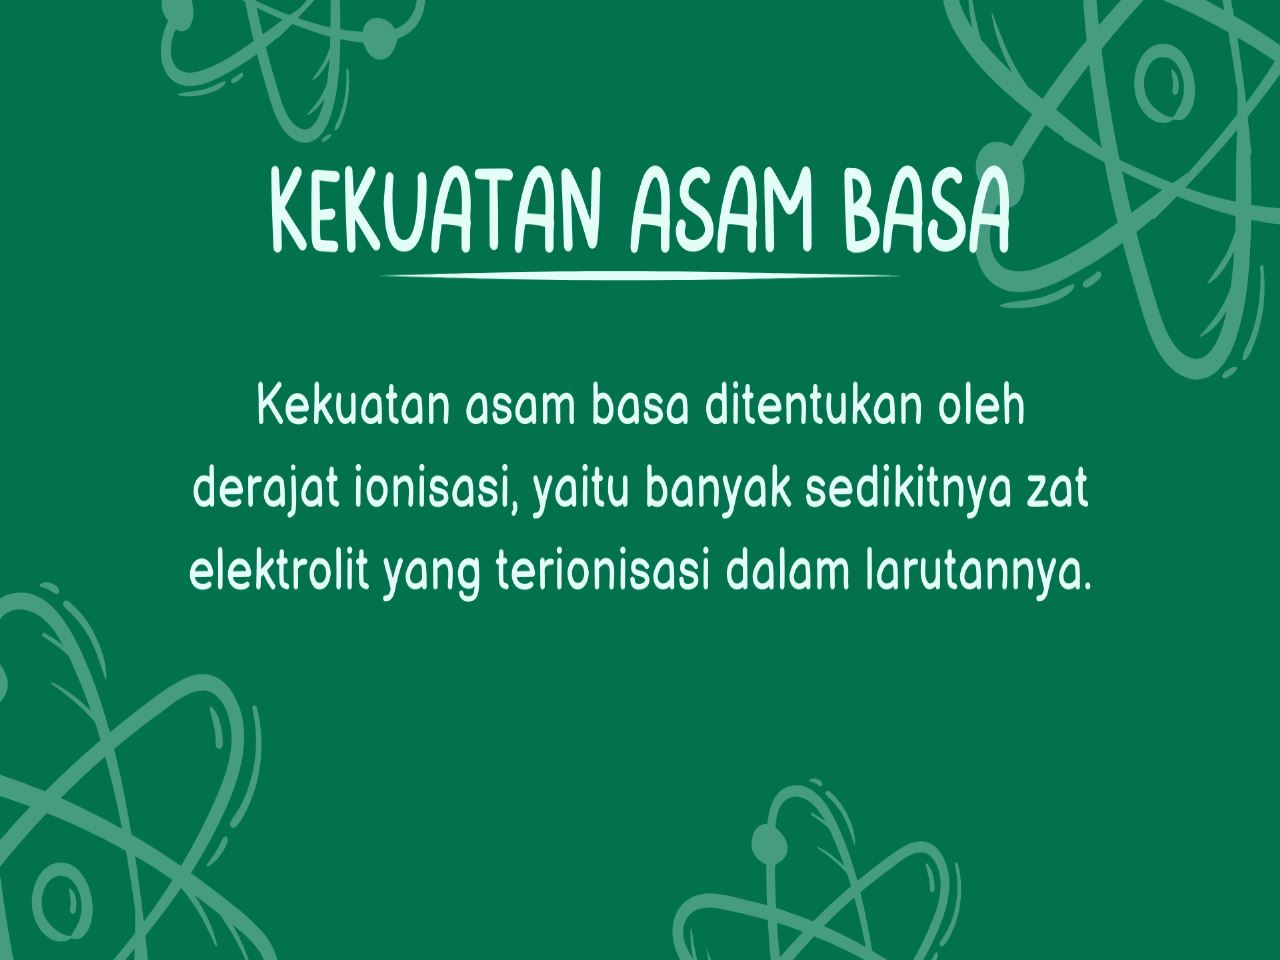 KEKUATAN ASAM BASA
Kekuatan asam basa ditentukan oleh
derajat ionisasi, yaitu banyak sedikitnya zat
elektrolit yang terionisasi dalam larutannya.